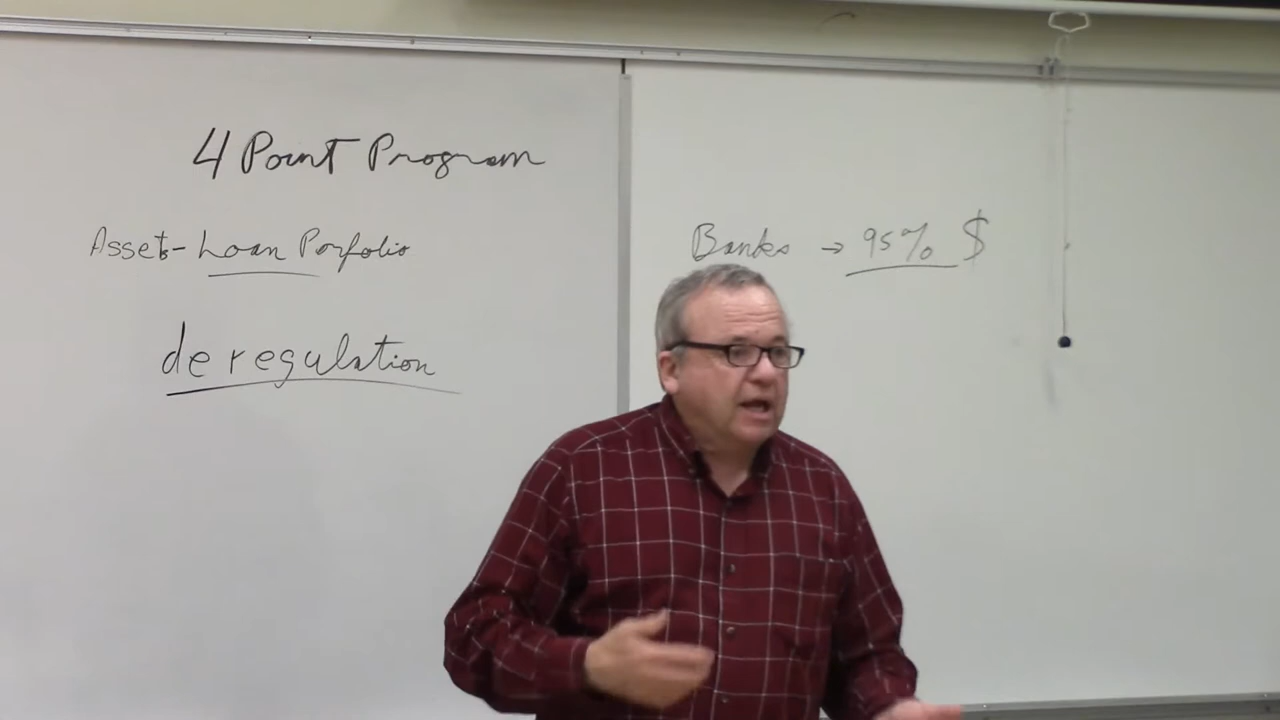 4 Point Program
Assets-Loan Porfolio
deregulation
Banks → 95% $